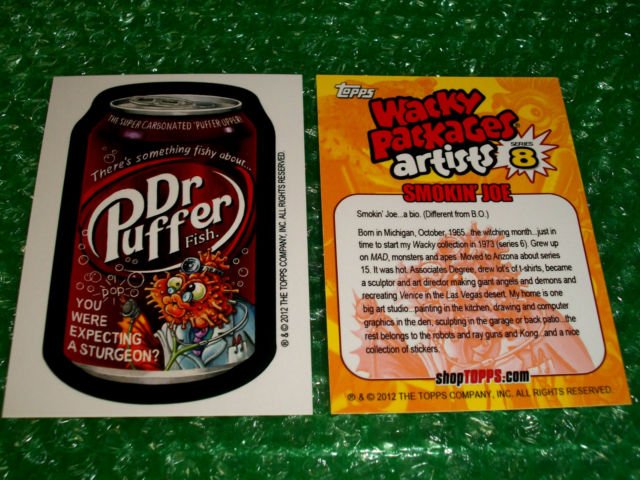 THE SUPER CARBONATED "PUFFER UPPER!"
There's something fishy about...
Dr
Puffer
Fish.
POP
YOU
WERE
EXPECTING
A STURGEON?
® & © 2012 THE TOPPS COMPANY, INC. ALL RIGHTS RESERVED.
TOPPS
Wacky
Packages
artists
SERIES
8
SMOKIN' JOE
Smokin' Joe...a bio. (Different from B.O.)
Born in Michigan, October, 1965...the witching month...just in
time to start my Wacky collection in 1973 (series 6). Grew up
on MAD, monsters and apes. Moved to Arizona about series
15. It was hot. Associates Degree, drew lots of t-shirts, became
a sculptor and art director making giant angels and demons and
recreating Venice in the Las Vegas desert. My home is one
big art studio...painting in the kitchen, drawing and computer
graphics in the den, sculpting in the garage or back patio...the
rest belongs to the robots and ray guns and Kong...and a nice
collection of stickers.
shopTOPPS.com
® & © 2012 THE TOPPS COMPANY, INC. ALL RIGHTS RESERVED.